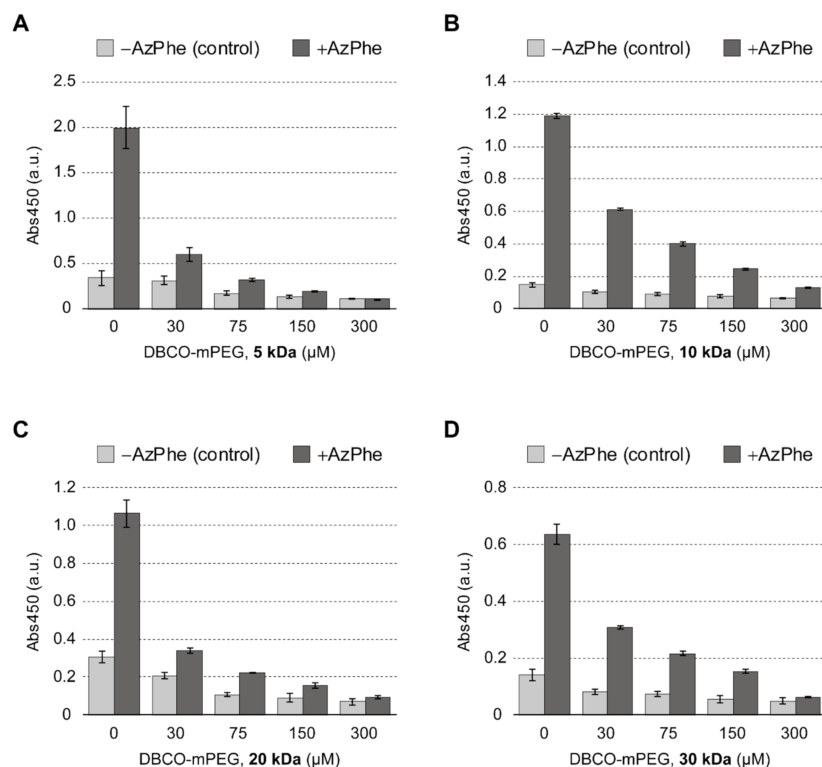 A
−AzPhe (control) +AzPhe
2.5
2.0
1.5
1.0
0.5
0
Abs450 (a.u.)
0 30 75 150 300
DBCO-mPEG, 5 kDa (µM)
B
−AzPhe (control) +AzPhe
1.4
1.2
1.0
0.8
0.6
0.4
0.2
0
Abs450 (a.u.)
0 30 75 150 300
DBCO-mPEG, 10 kDa (µM)
C
−AzPhe (control) +AzPhe
1.2
1.0
0.8
0.6
0.4
0.2
0
Abs450 (a.u.)
0 30 75 150 300
DBCO-mPEG, 20 kDa (µM)
D
−AzPhe (control) +AzPhe
0.8
0.6
0.4
0.2
0
Abs450 (a.u.)
0 30 75 150 300
DBCO-mPEG, 30 kDa (µM)